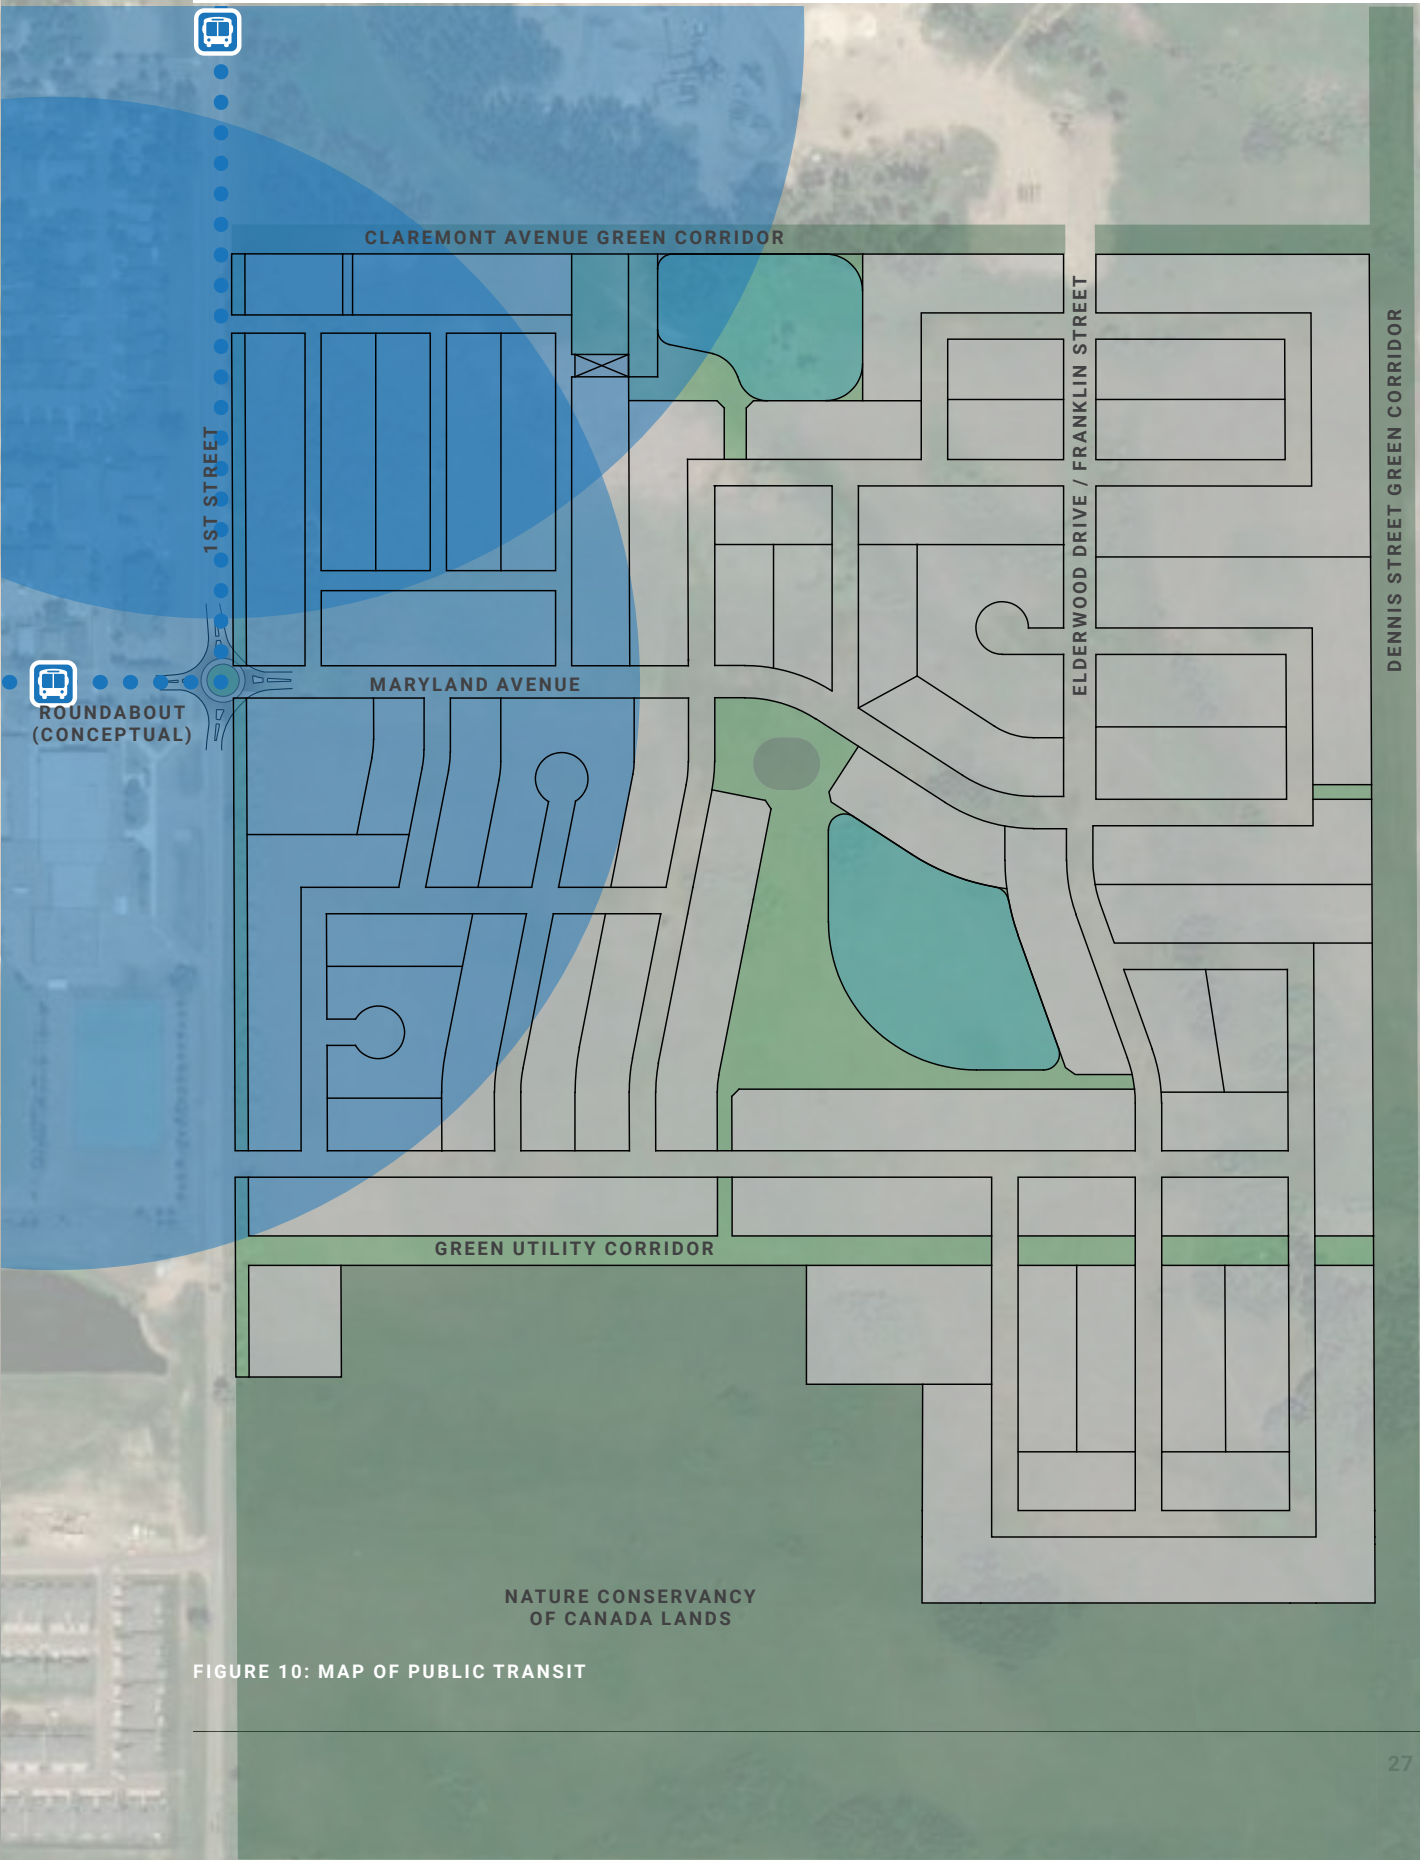 CLAREMONT AVENUE GREEN CORRIDOR
ELDERWOOD DRIVE / FRANKLIN STREET
DENNIS STREET GREEN CORRIDOR
1ST STREET
MARYLAND AVENUE
ROUNDABOUT
(CONCEPTUAL)
GREEN UTILITY CORRIDOR
NATURE CONSERVANCY
OF CANADA LANDS
FIGURE 10: MAP OF PUBLIC TRANSIT
27